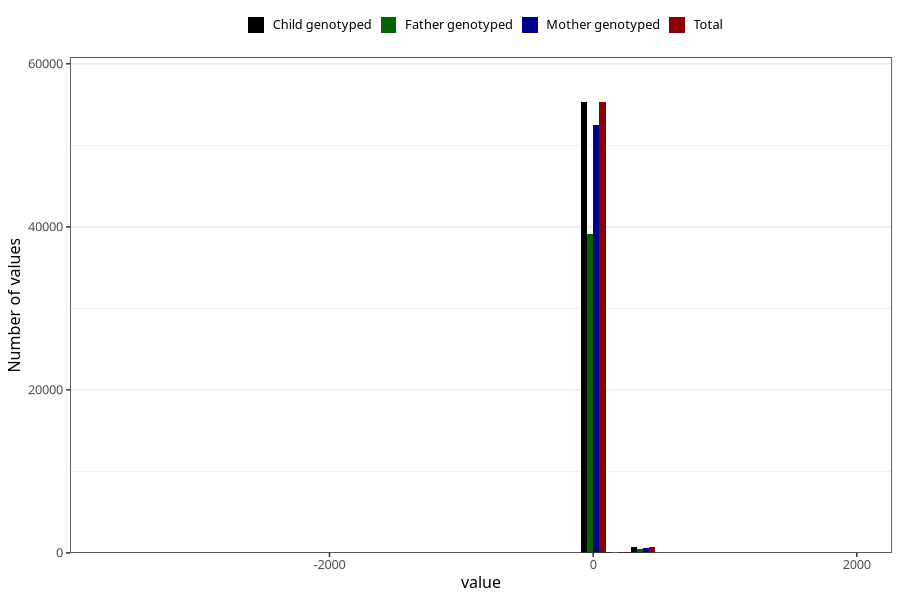 Child genotyped Father genotyped Mother genotyped Total
60000
40000
20000
0
Number of values
-2000 0 2000
value